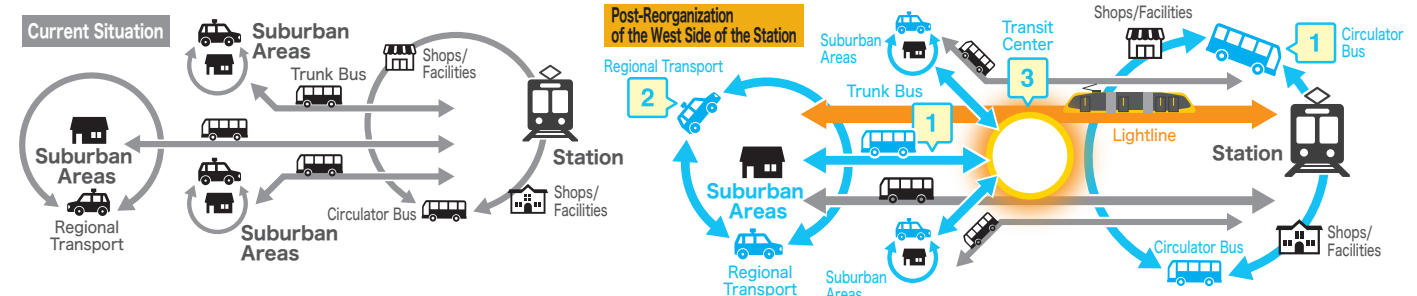 Current Situation
Suburban
Areas
Trunk Bus
Shops/
Facilities
Suburban
Areas
Station
Regional
Transport
Circulator Bus
Shops/
Facilities
Suburban
Areas
Post-Reorganization
of the West Side of the Station
Regional Transport
2
Suburban
Areas
Trunk Bus
1
Transit
Center
3
Shops/Facilities
1
Circulator
Bus
Lightline
Station
Suburban
Areas
Regional
Transport
Suburban
Areas
Circulator Bus
Shops/
Facilities